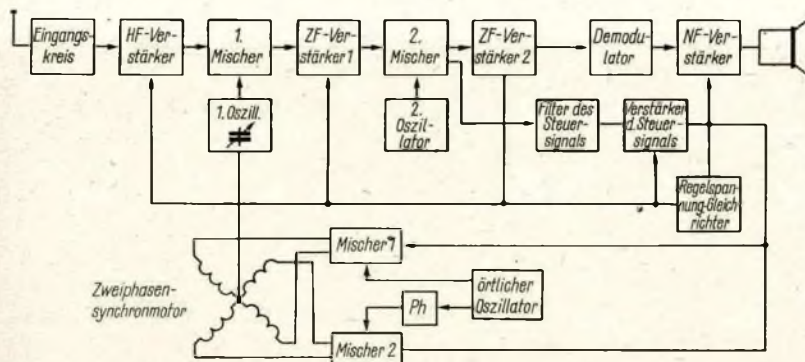 Eingangs-
kreis
HF-Ver-
stärker
1.
Mischer
ZF-Ver-
stärker 1
2.
Mischer
ZF-Ver-
stärker 2
Demodu-
lator
NF-Ver-
stärker
1. Oszill.
2.
Oszil-
lator
Filter des
Steuer-
signals
Verstärker
d. Steuer-
signals
Regelspan-
nung-Gleich
richter
Mischer 1
örtlicher
Oszillator
Ph
Mischer 2
Zweiphasen-
synchronmotor